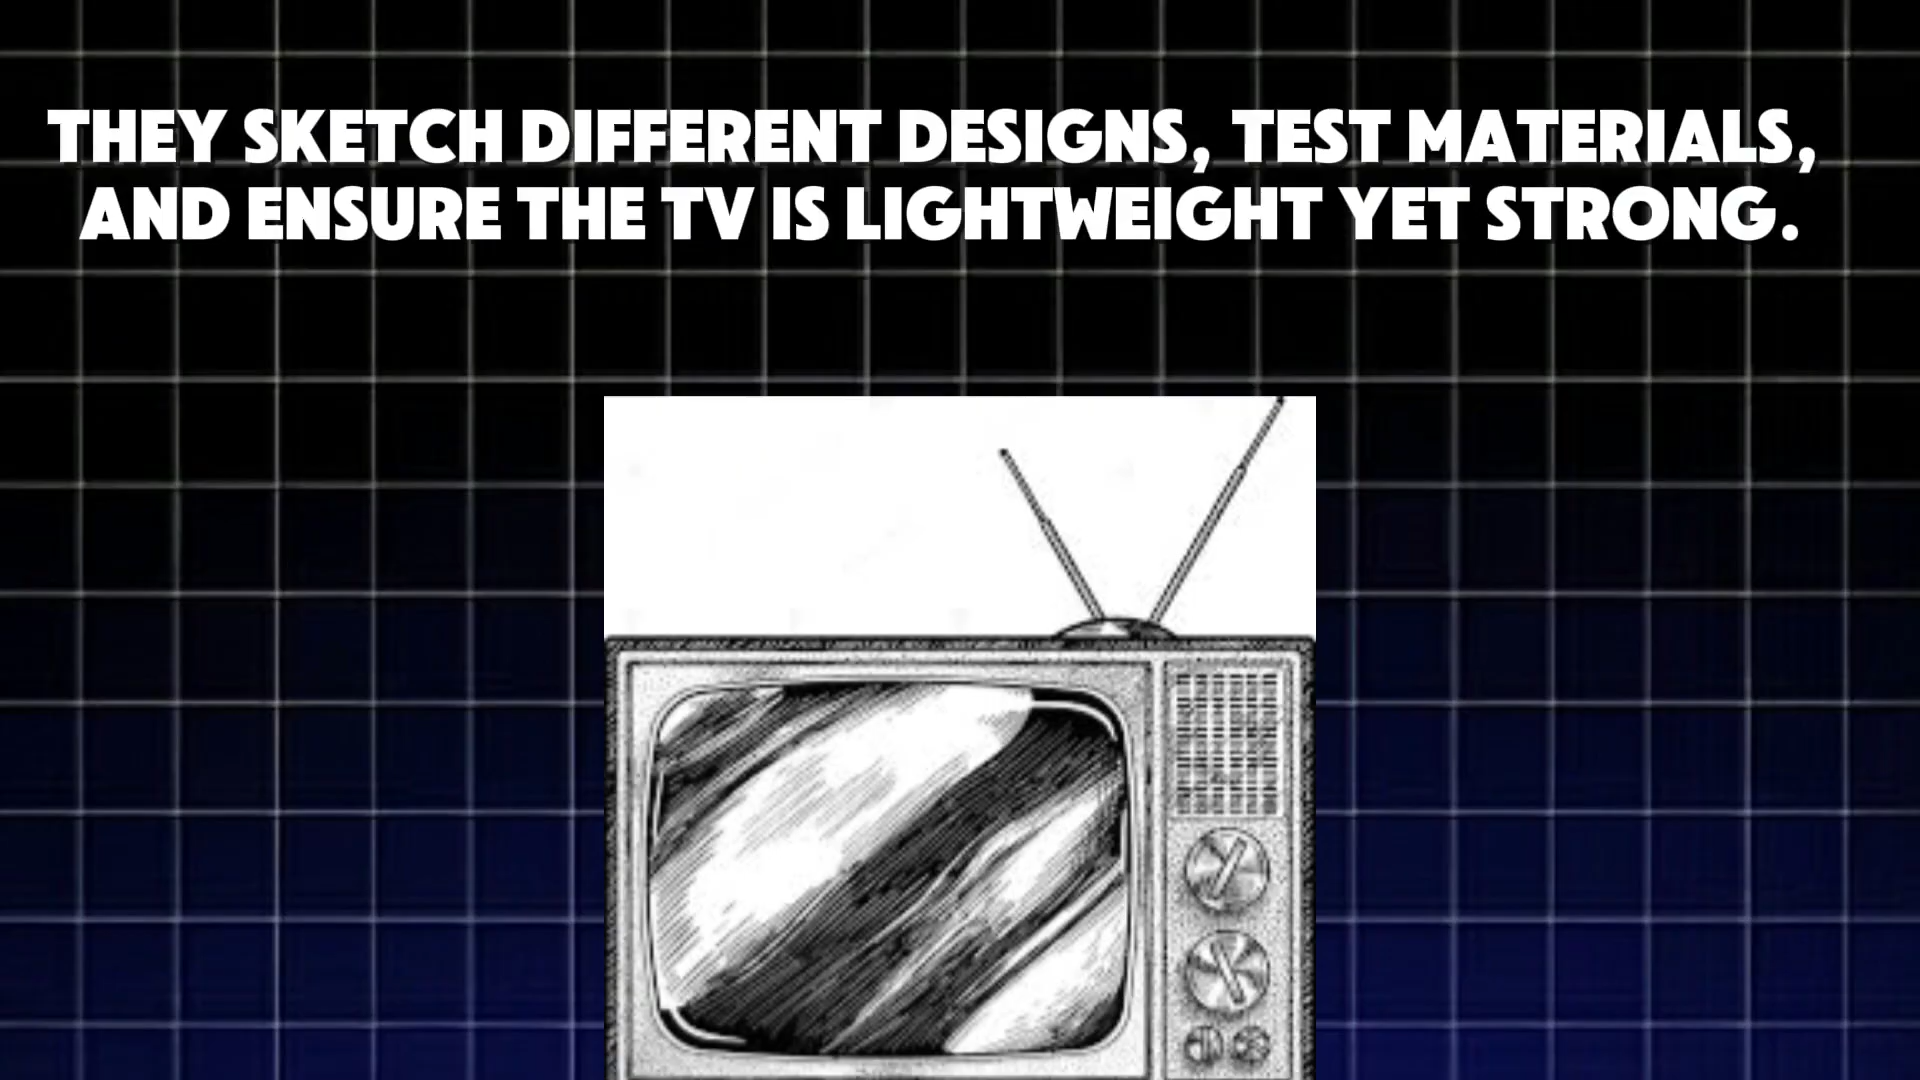 THEY SKETCH DIFFERENT DESIGNS, TEST MATERIALS,
AND ENSURE THE TV IS LIGHTWEIGHT YET STRONG.